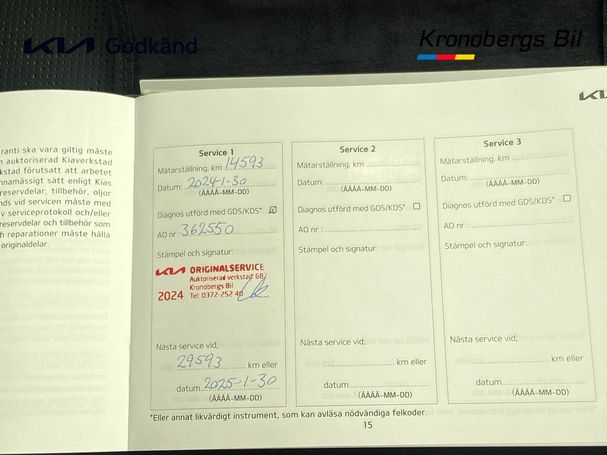 KIA Godkänd
Kronobergs Bil
KIA
ranti ska vara giltig måste
auktoriserad Kiaverkstad
kstad förutsatt att arbetet
nnamässigt sätt enligt Kias
reservdelar, tillbehör, oljor
nds vid servicen måste med
v serviceprotokoll och/eller
reservdelar och tillbehör som
h reparationer måste hålla
originaldelar.
Service 1
Mätarställning, km 14593
Datum: 2024-1-30
(ÅÅÅÅ-MM-DD)
Diagnos utförd med GDS/KDS*
AO nr : 362550
Stämpel och signatur:
KIA ORIGINALSERVICE
Auktoriserad verkstad 687
Kronobergs Bil
2024 Tel: 0372-252 40
Nästa service vid;
29593 km eller
datum 2025-1-30
(ÅÅÅÅ-MM-DD)
Service 2
Mätarställning, km
Datum:
(ÅÅÅÅ-MM-DD)
Diagnos utförd med GDS/KDS*
AO nr :
Stämpel och signatur:
Nästa service vid;
km eller
datum
(ÅÅÅÅ-MM-DD)
Service 3
Mätarställning, km
Datum:
(ÅÅÅÅ-MM-DD)
Diagnos utförd med GDS/KDS*
AO nr :
Stämpel och signatur:
Nästa service vid;
km eller
datum
(ÅÅÅÅ-MM-DD)
*Eller annat likvärdigt instrument, som kan avläsa nödvändiga felkoder.
15